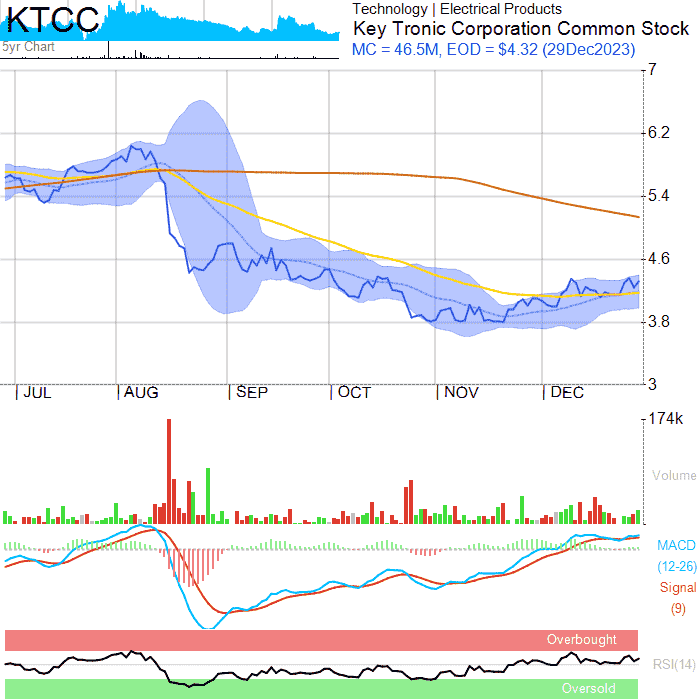 KTCC
5yr Chart
Technology | Electrical Products
Key Tronic Corporation Common Stock
MC = 46.5M, EOD = $4.32 (29Dec2023)
7
6.2
5.4
4.6
3.8
3
JUL AUG SEP OCT NOV DEC
174k
Volume
MACD
(12-26)
Signal
(9)
Overbought
RSI(14)
Oversold